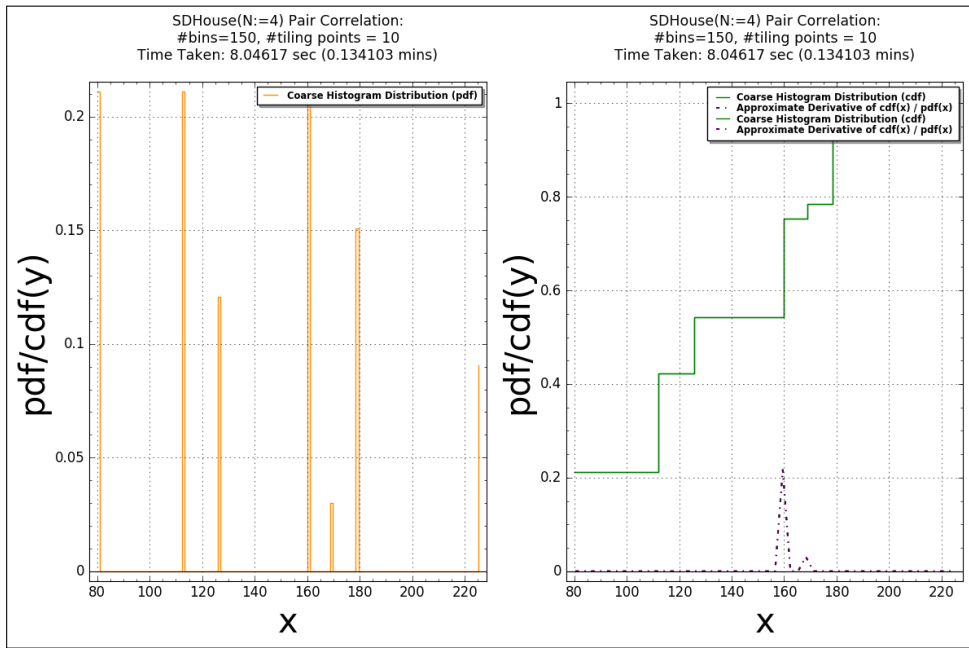 SDHouse(N:=4) Pair Correlation:
#bins=150, #tiling points = 10
Time Taken: 8.04617 sec (0.134103 mins)
Coarse Histogram Distribution (pdf)
0.2
0.15
0.1
0.05
0
pdf/cdf(y)
80 100 120 140 160 180 200 220
x
SDHouse(N:=4) Pair Correlation:
#bins=150, #tiling points = 10
Time Taken: 8.04617 sec (0.134103 mins)
Coarse Histogram Distribution (cdf)
Approximate Derivative of cdf(x) / pdf(x)
Coarse Histogram Distribution (cdf)
Approximate Derivative of cdf(x) / pdf(x)
1
0.8
0.6
0.4
0.2
0
pdf/cdf(y)
80 100 120 140 160 180 200 220
x